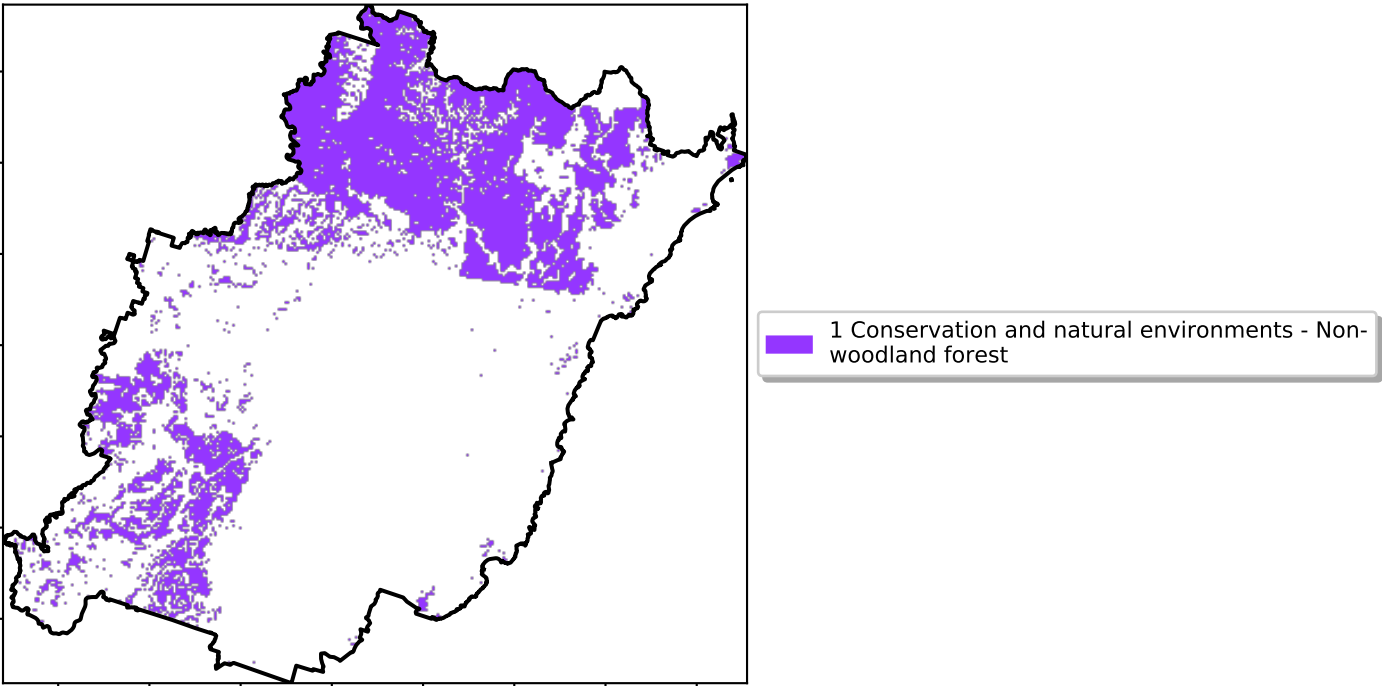 1 Conservation and natural environments - Non-
woodland forest